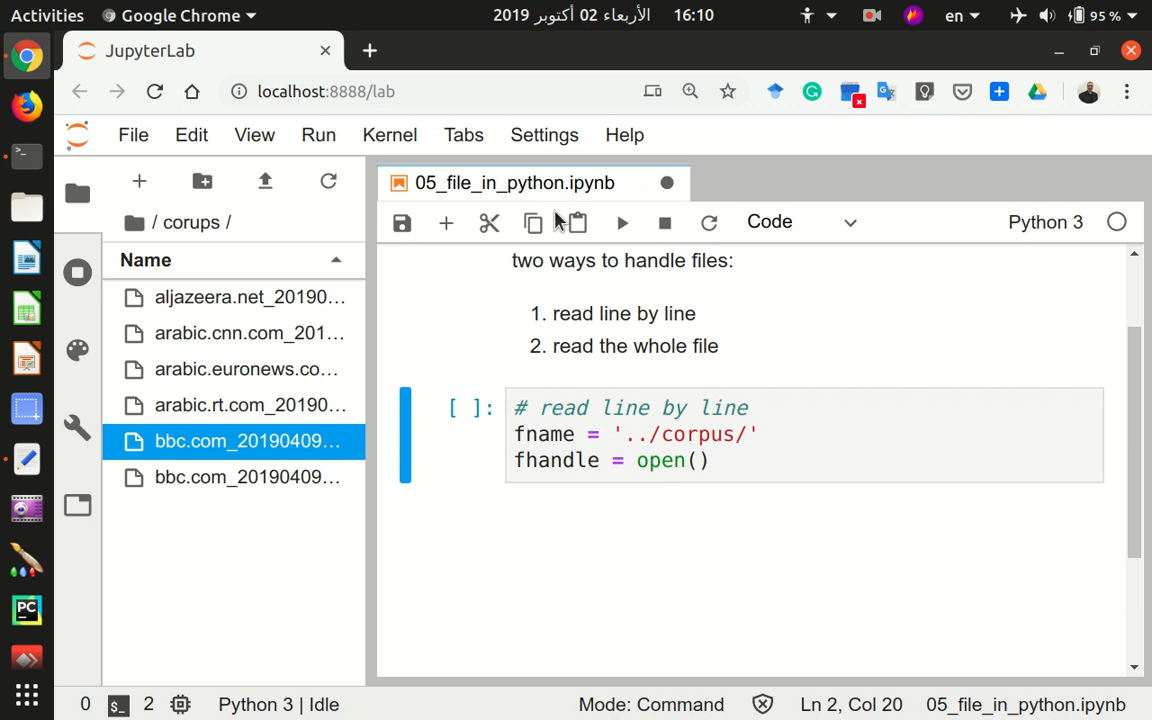 Activities Google Chrome الأربعاء 02 أكتوبر 2019 16:10 en 95 %
JupyterLab
localhost:8888/lab
File Edit View Run Kernel Tabs Settings Help
05_file_in_python.ipynb
/ corups /
Code Python 3
Name
aljazeera.net_20190...
arabic.cnn.com_201...
arabic.euronews.co...
arabic.rt.com_20190...
bbc.com_20190409...
bbc.com_20190409...
two ways to handle files:
1. read line by line
2. read the whole file
[ ]: # read line by line
fname = '../corpus/'
fhandle = open()
PC
0 $_ 2 Python 3 | Idle Mode: Command Ln 2, Col 20 05_file_in_python.ipynb